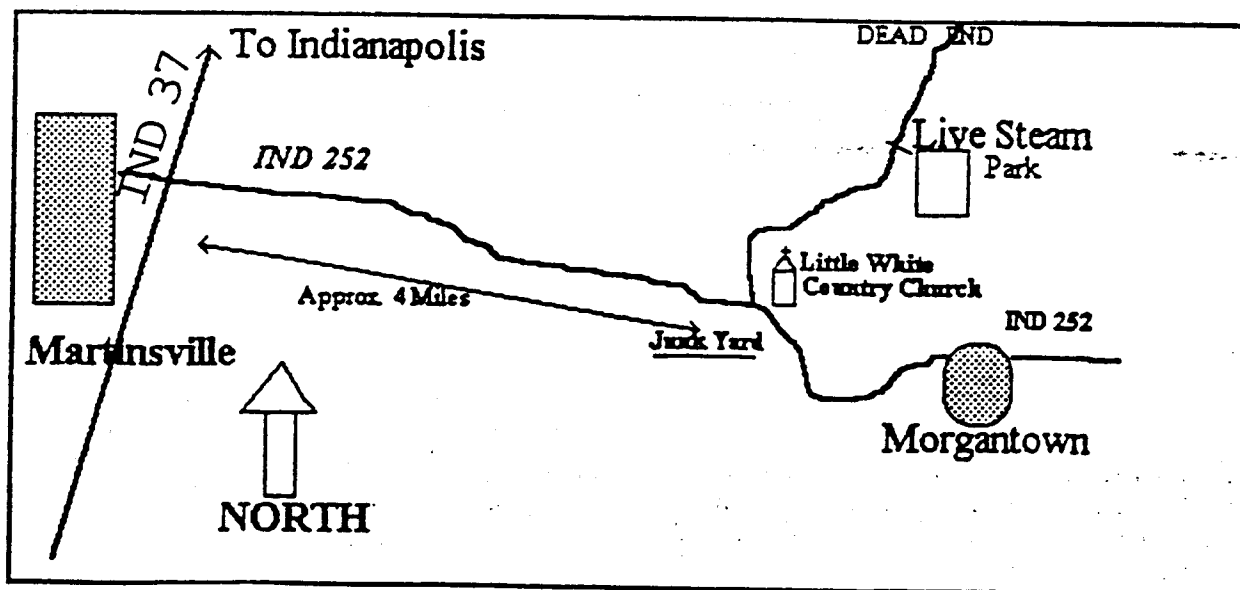 To Indianapolis
DEAD END
IND 37
IND 252
Live Steam
Park
Little White
Country Church
Approx. 4 Miles
IND 252
Junk Yard
Martinsville
Morgantown
NORTH